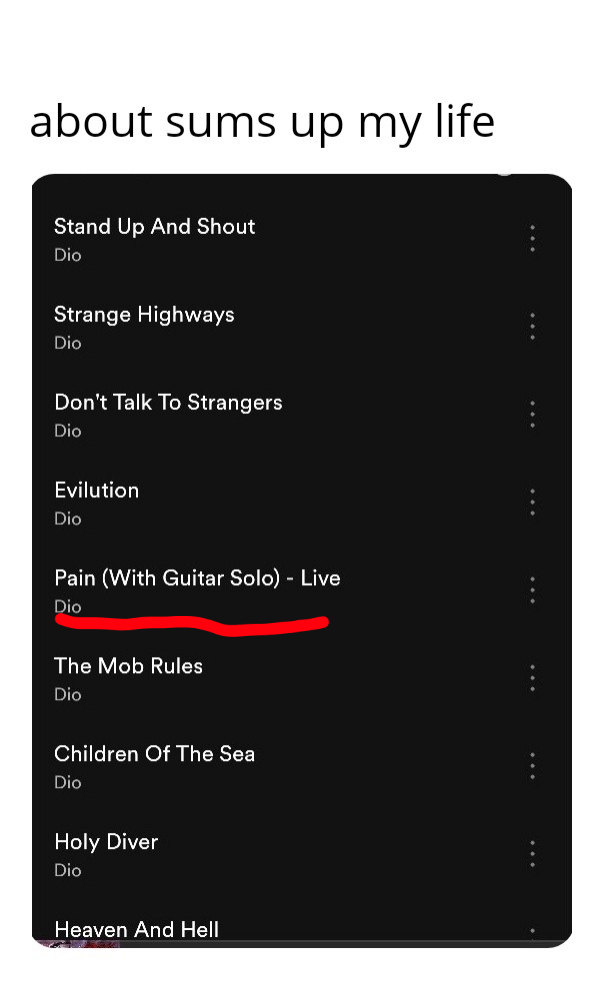 about sums up my life
Stand Up And Shout
Dio
Strange Highways
Dio
Don't Talk To Strangers
Dio
Evilution
Dio
Pain (With Guitar Solo) - Live
Dio
The Mob Rules
Dio
Children Of The Sea
Dio
Holy Diver
Dio
Heaven And Hell